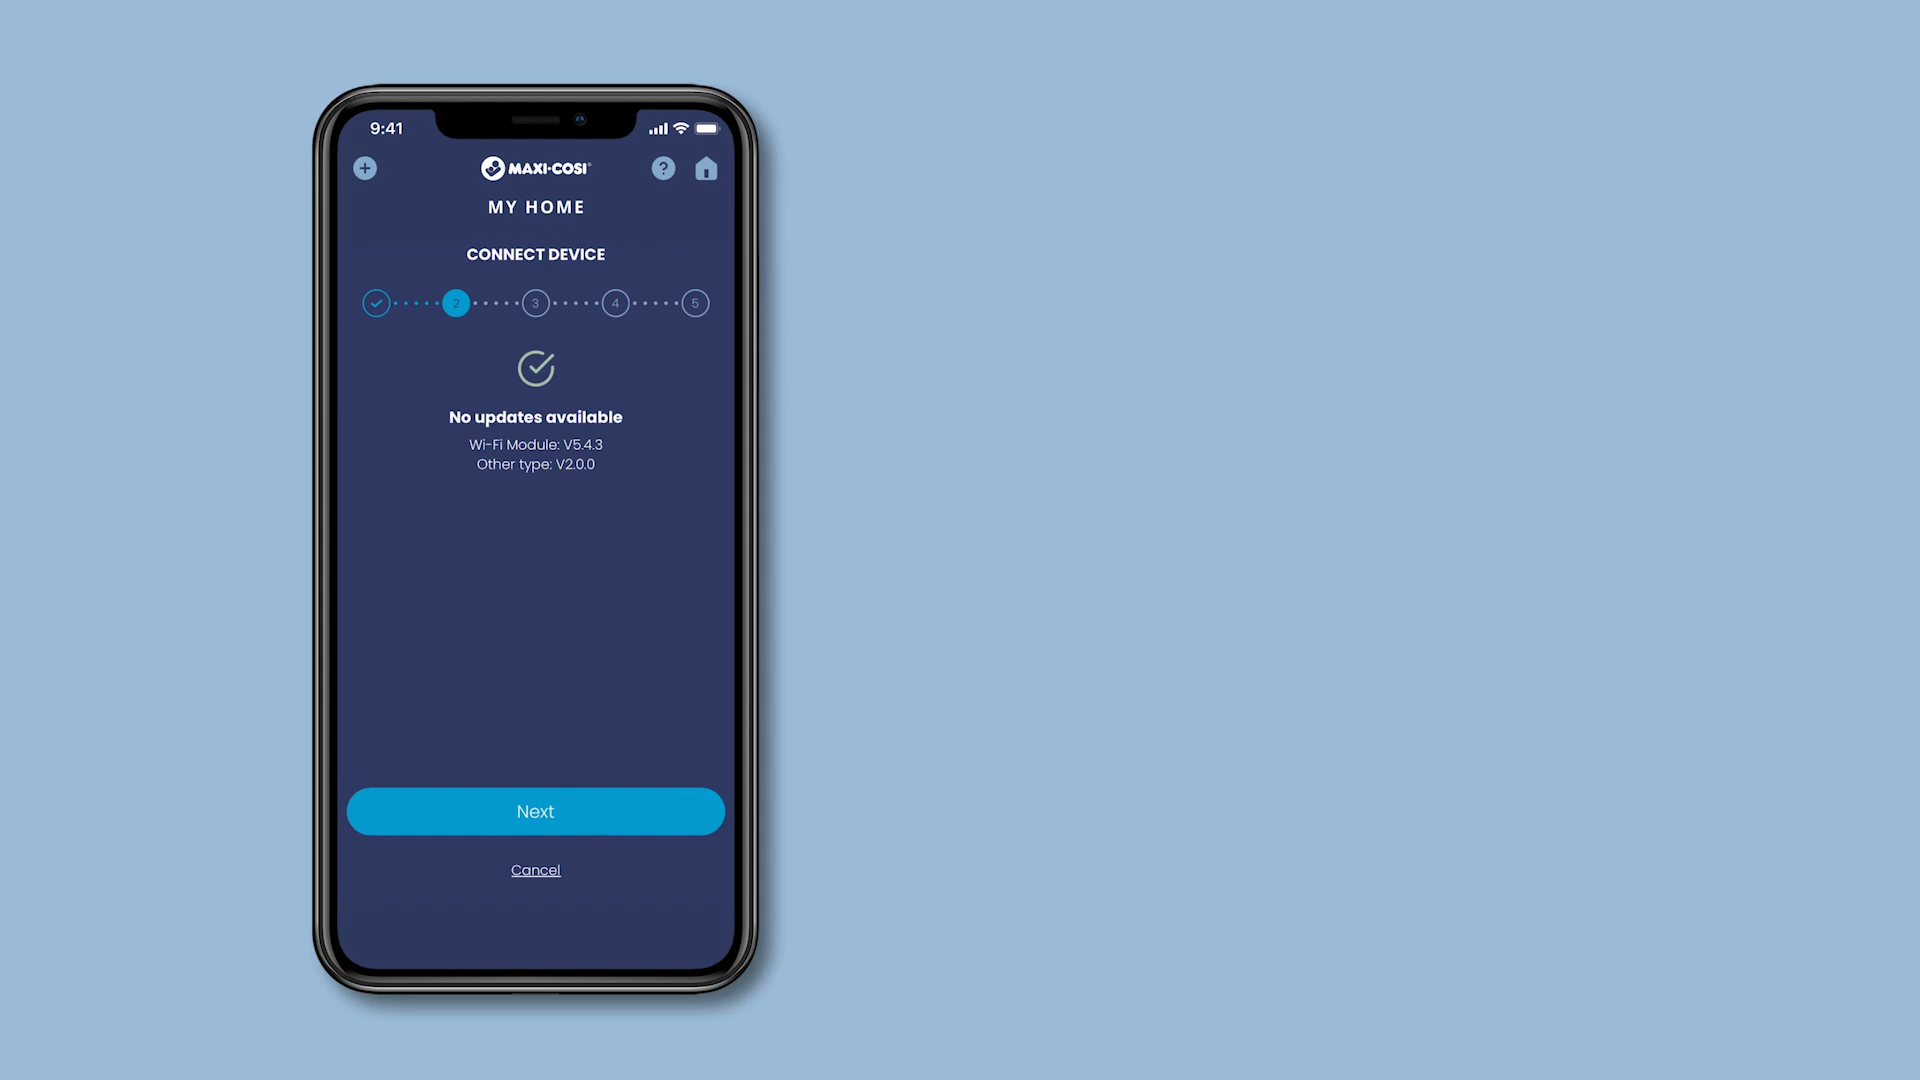 9:41
MAXI-COSI®
?
MY HOME
CONNECT DEVICE
2 3 4 5
No updates available
Wi-Fi Module: V5.4.3
Other type: V2.0.0
Next
Cancel